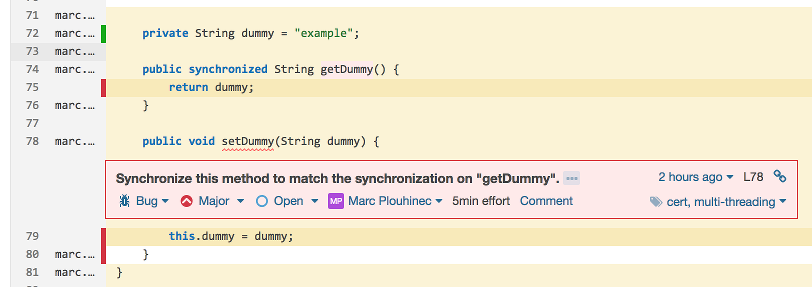 71 marc....
72 marc.... private String dummy = "example";
73 marc....
74 marc.... public synchronized String getDummy() {
75 return dummy;
76 marc.... }
77
78 marc.... public void setDummy(String dummy) {
Synchronize this method to match the synchronization on "getDummy". ... 2 hours ago L78
Bug Major Open MP Marc Plouhinec 5min effort Comment cert, multi-threading
79 this.dummy = dummy;
80 marc.... }
81 marc.... }